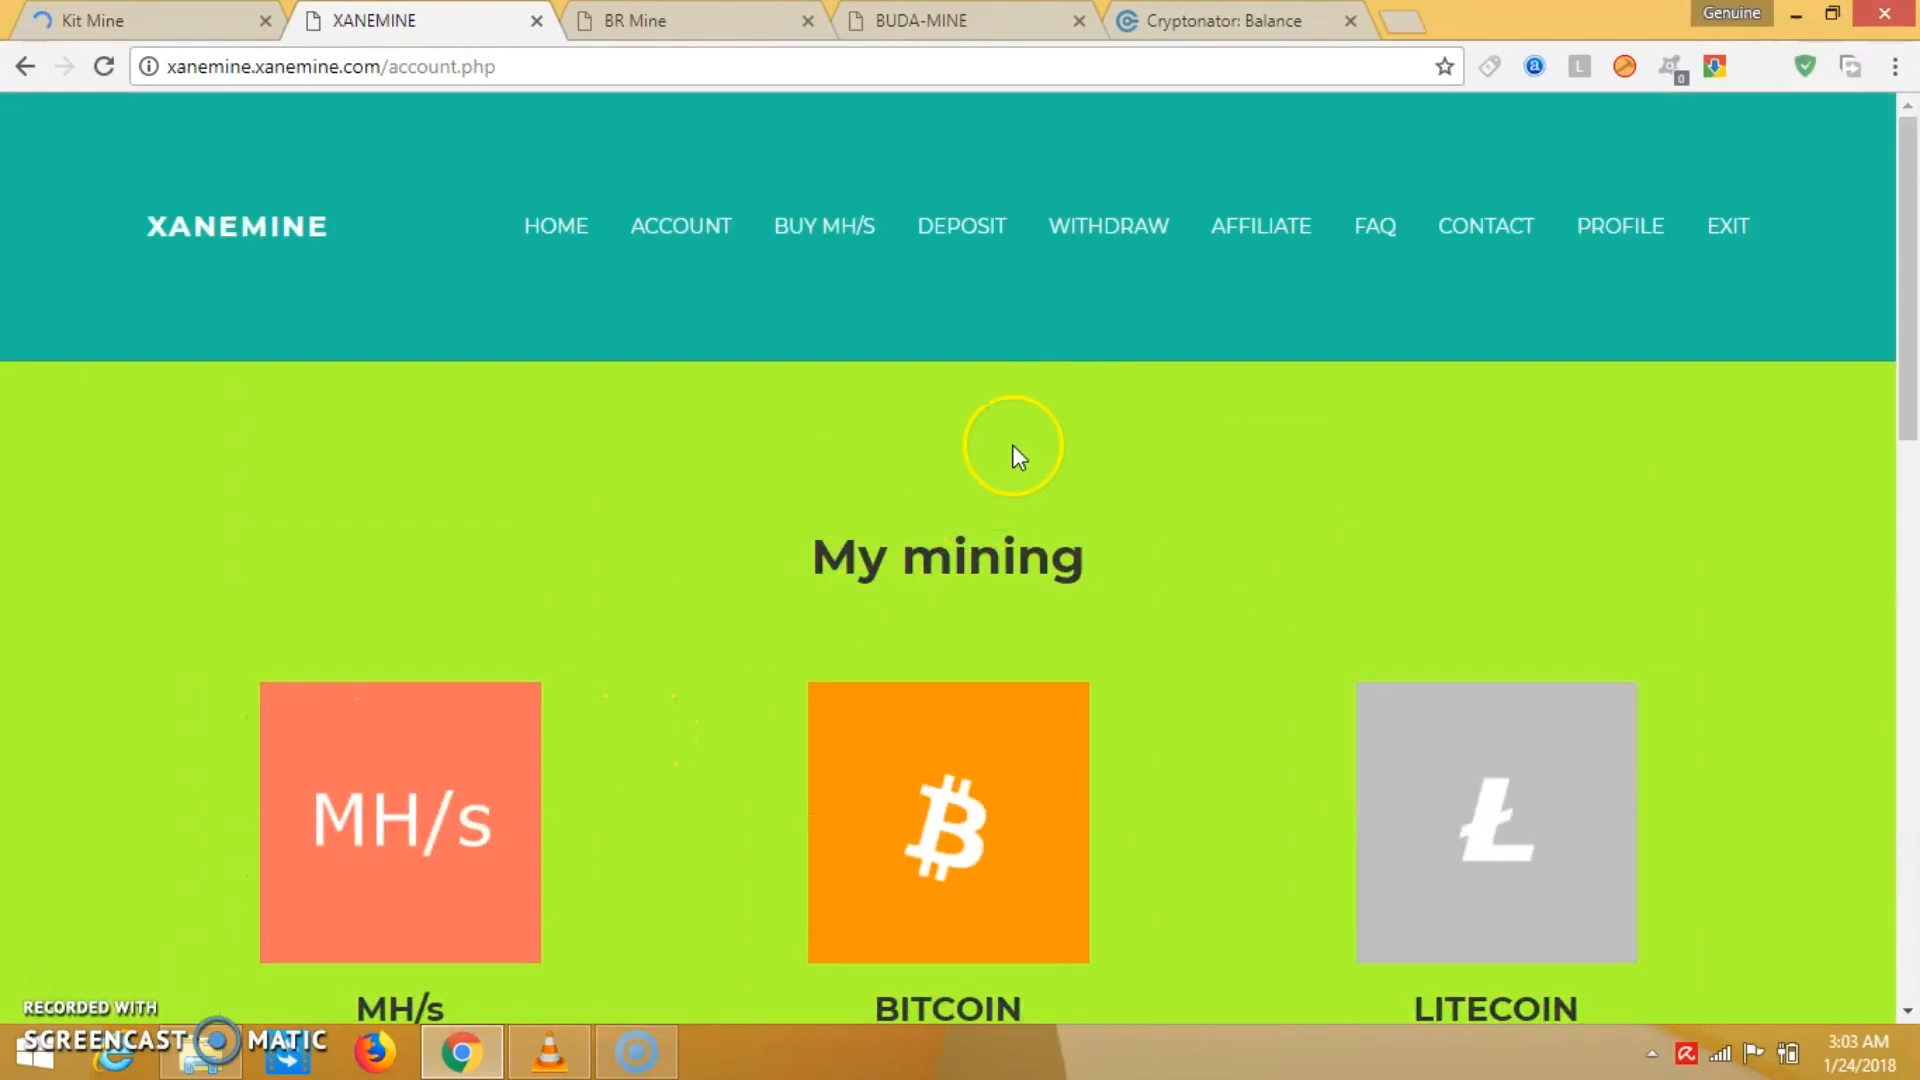 Kit Mine
XANEMINE
BR Mine
BUDA-MINE
Cryptonator: Balance
Genuine
xanemine.xanemine.com/account.php
a
L
0
XANEMINE
HOME
ACCOUNT
BUY MH/S
DEPOSIT
WITHDRAW
AFFILIATE
FAQ
CONTACT
PROFILE
EXIT
My mining
MH/s
MH/s
BITCOIN
LITECOIN
RECORDED WITH
SCREENCAST MATIC
3:03 AM
1/24/2018